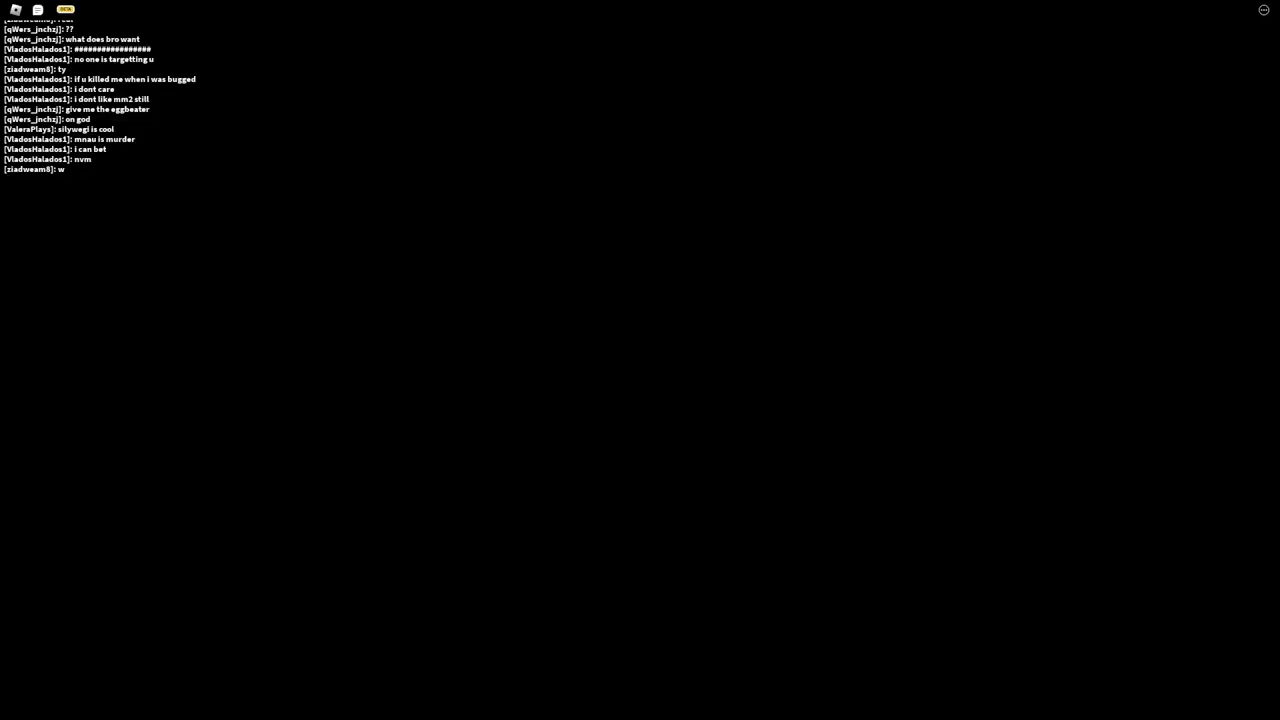 BETA
[qWers_jnchzj]: ??
[qWers_jnchzj]: what does bro want
[VladosHalados1]: #################
[VladosHalados1]: no one is targetting u
[ziadweam8]: ty
[VladosHalados1]: if u killed me when i was bugged
[VladosHalados1]: i dont care
[VladosHalados1]: i dont like mm2 still
[qWers_jnchzj]: give me the eggbeater
[qWers_jnchzj]: on god
[ValeraPlays]: silywegi is cool
[VladosHalados1]: mnau is murder
[VladosHalados1]: i can bet
[VladosHalados1]: nvm
[ziadweam8]: w